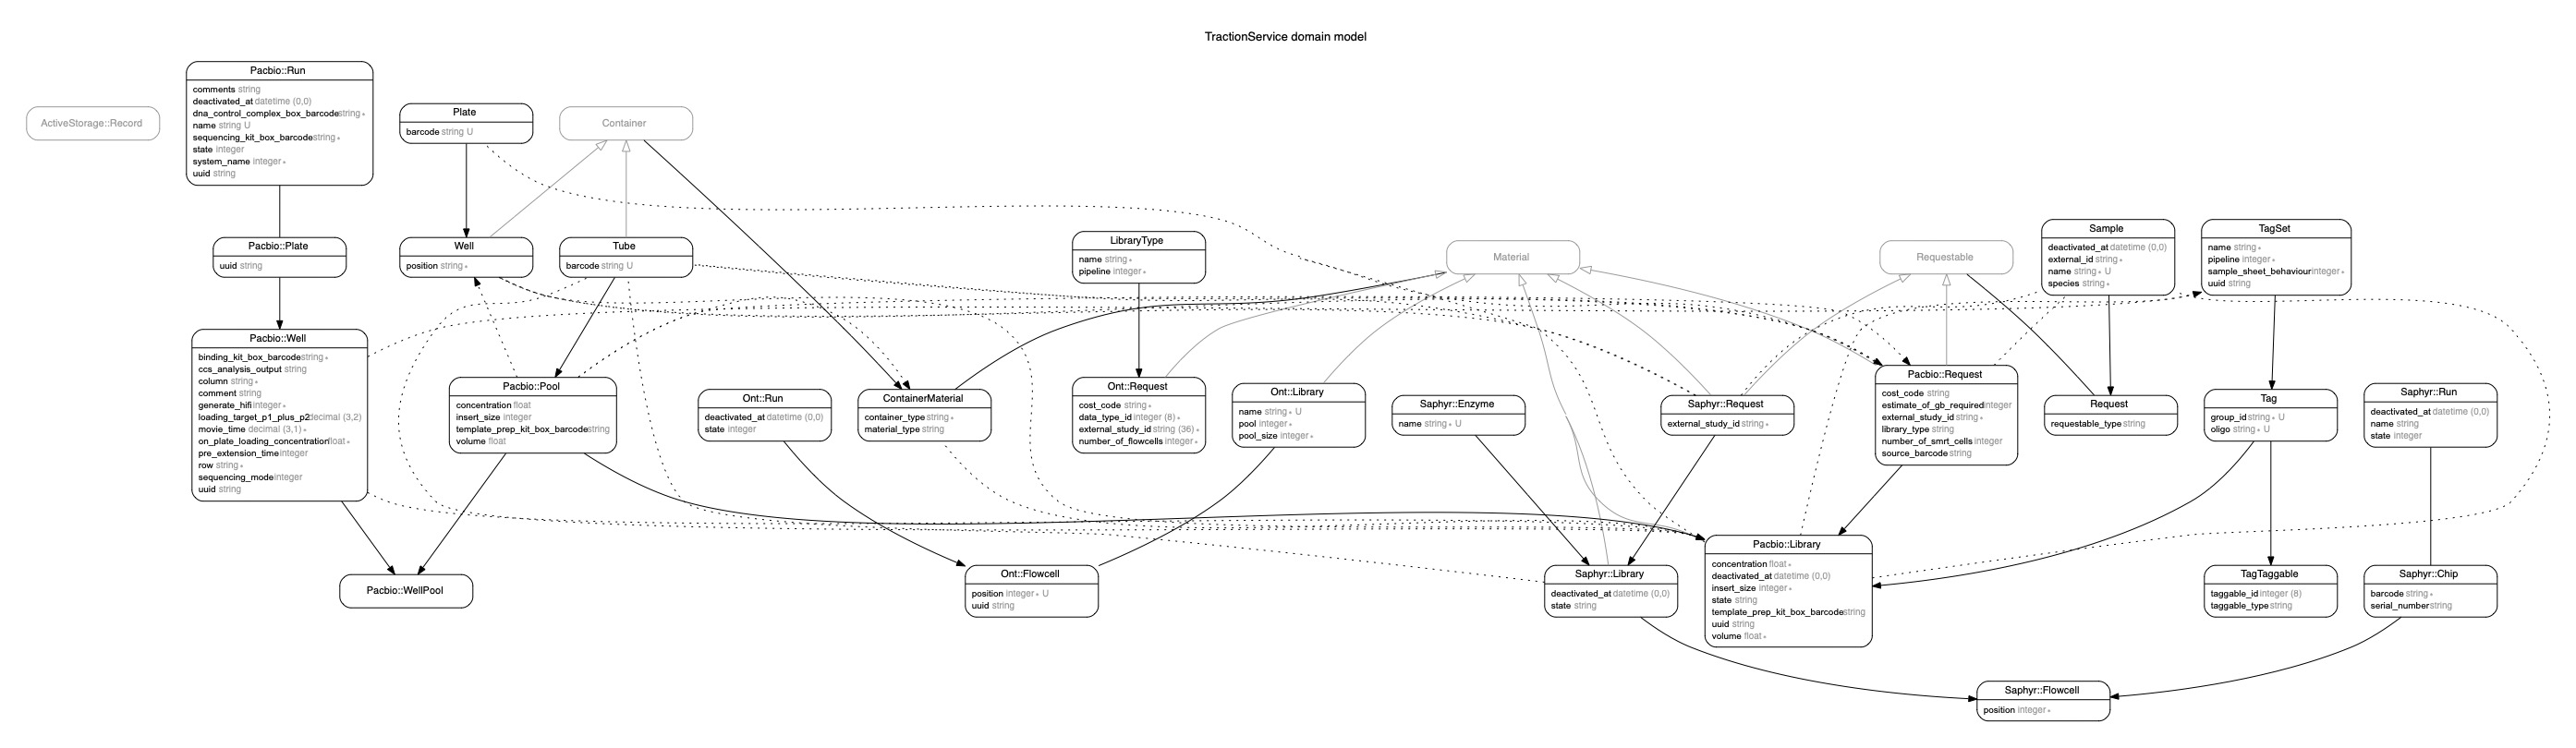 TractionService domain model
ActiveStorage::Record
Pacbio::Run
comments string
deactivated_at datetime (0,0)
dna_control_complex_box_barcode string ∗
name string U
sequencing_kit_box_barcode string ∗
state integer
system_name integer ∗
uuid string
Plate
barcode string U
Container
Pacbio::Plate
uuid string
Well
position string ∗
Tube
barcode string U
LibraryType
name string ∗
pipeline integer ∗
Material
Requestable
Sample
deactivated_at datetime (0,0)
external_id string ∗
name string ∗ U
species string ∗
TagSet
name string ∗
pipeline integer ∗
sample_sheet_behaviour integer ∗
uuid string
Pacbio::Well
binding_kit_box_barcode string ∗
ccs_analysis_output string
column string ∗
comment string
generate_hifi integer ∗
loading_target_p1_plus_p2 decimal (3,2)
movie_time decimal (3,1) ∗
on_plate_loading_concentration float ∗
pre_extension_time integer
row string ∗
sequencing_mode integer
uuid string
Pacbio::Pool
concentration float
insert_size integer
template_prep_kit_box_barcode string
volume float
Ont::Run
deactivated_at datetime (0,0)
state integer
ContainerMaterial
container_type string ∗
material_type string
Ont::Request
cost_code string ∗
data_type_id integer (8) ∗
external_study_id string (36) ∗
number_of_flowcells integer ∗
Ont::Library
name string ∗ U
pool integer ∗
pool_size integer ∗
Saphyr::Enzyme
name string ∗ U
Saphyr::Request
external_study_id string ∗
Pacbio::Request
cost_code string
estimate_of_gb_required integer
external_study_id string ∗
library_type string
number_of_smrt_cells integer
source_barcode string
Request
requestable_type string
Tag
group_id string ∗ U
oligo string ∗ U
Saphyr::Run
deactivated_at datetime (0,0)
name string
state integer
Pacbio::WellPool
Ont::Flowcell
position integer ∗ U
uuid string
Saphyr::Library
deactivated_at datetime (0,0)
state string
Pacbio::Library
concentration float ∗
deactivated_at datetime (0,0)
insert_size integer ∗
state string
template_prep_kit_box_barcode string
uuid string
volume float ∗
TagTaggable
taggable_id integer (8)
taggable_type string
Saphyr::Chip
barcode string ∗
serial_number string
Saphyr::Flowcell
position integer ∗